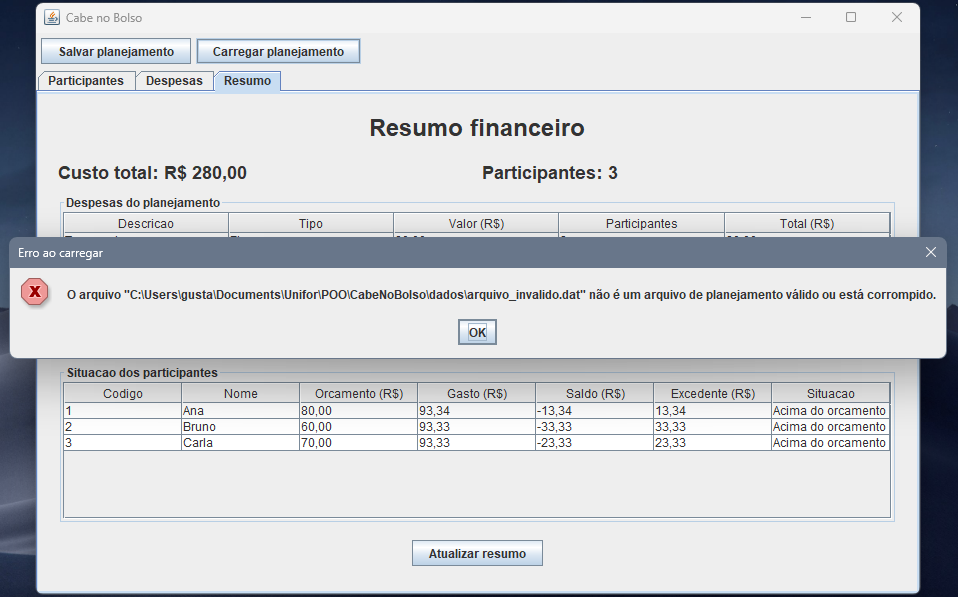 Cabe no Bolso
Salvar planejamento Carregar planejamento
Participantes Despesas Resumo
Resumo financeiro
Custo total: R$ 280,00 Participantes: 3
Despesas do planejamento
Descricao Tipo Valor (R$) Participantes Total (R$)
Erro ao carregar
O arquivo "C:\Users\gusta\Documents\Unifor\POO\CabeNoBolso\dados\arquivo_invalido.dat" não é um arquivo de planejamento válido ou está corrompido.
OK
Situacao dos participantes
Codigo Nome Orcamento (R$) Gasto (R$) Saldo (R$) Excedente (R$) Situacao
1 Ana 80,00 93,34 -13,34 13,34 Acima do orcamento
2 Bruno 60,00 93,33 -33,33 33,33 Acima do orcamento
3 Carla 70,00 93,33 -23,33 23,33 Acima do orcamento
Atualizar resumo